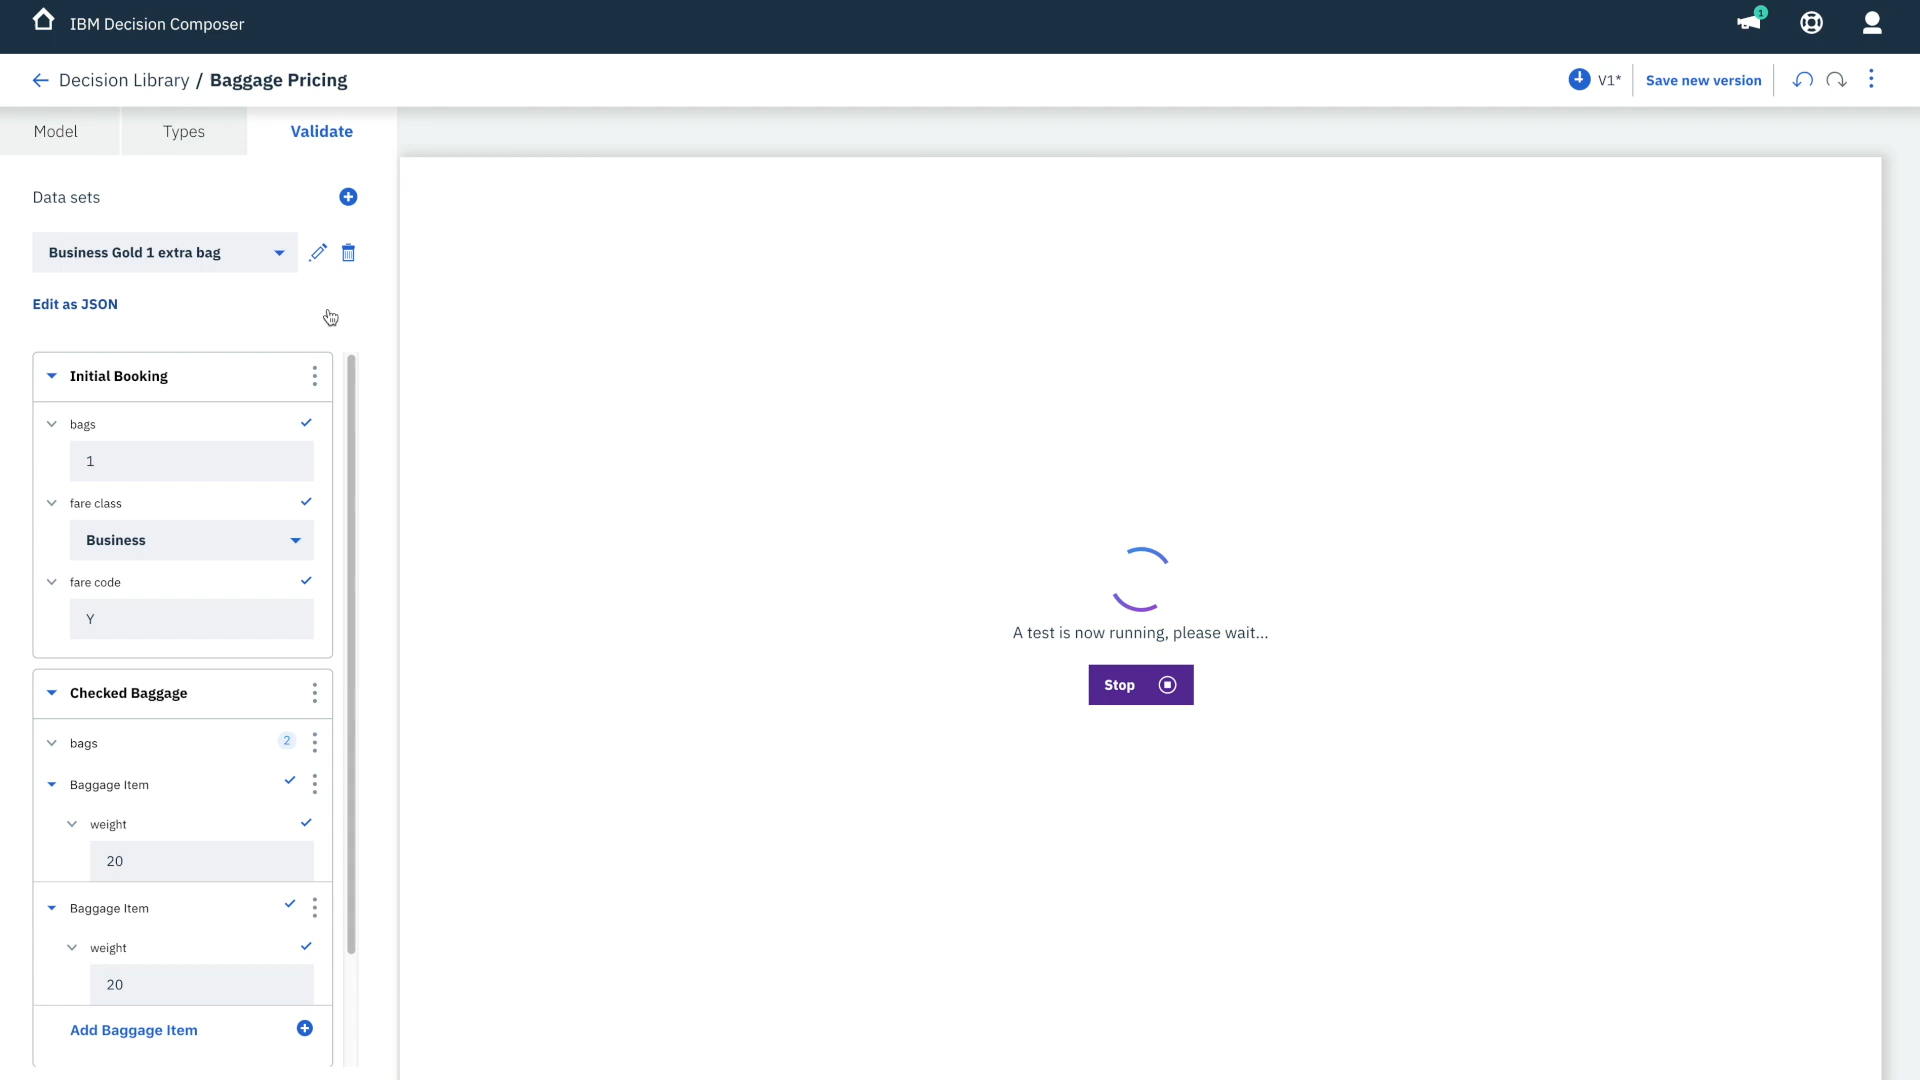 IBM Decision Composer
1
Decision Library / Baggage Pricing
V1*
Save new version
Model
Types
Validate
Data sets
Business Gold 1 extra bag
Edit as JSON
Initial Booking
bags
1
fare class
Business
fare code
Y
Checked Baggage
bags
2
Baggage Item
weight
20
Baggage Item
weight
20
Add Baggage Item
A test is now running, please wait...
Stop